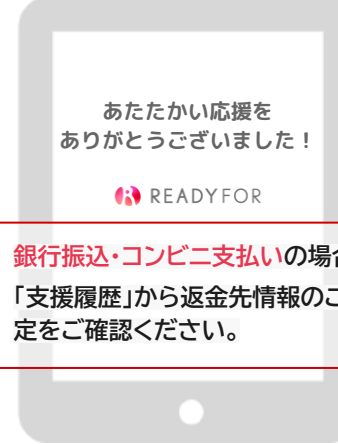 あたたかい応援を
ありがとうございました！
READYFOR
銀行振込・コンビニ支払いの場合
「支援履歴」から返金先情報のご
定をご確認ください。